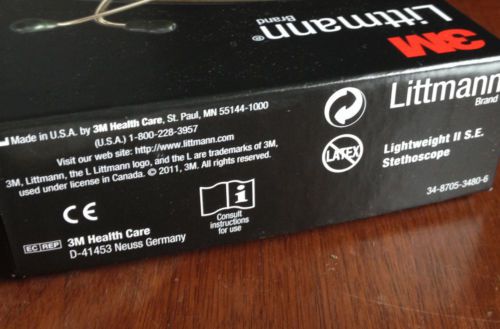 3M
Littmann®
Brand
Made in U.S.A. by 3M Health Care, St. Paul, MN 55144-1000
(U.S.A.) 1-800-228-3957
Visit our web site: http://www.littmann.com
3M, Littmann, the L Littmann logo, and the L are trademarks of 3M,
used under license in Canada. © 2011, 3M. All rights reserved.
CE
i
Consult
instructions
for use
EC REP
3M Health Care
D-41453 Neuss Germany
Littmann
Brand
LATEX
Lightweight II S.E.
Stethoscope
34-8705-3480-6